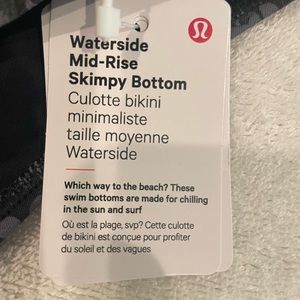 Waterside
Mid-Rise
Skimpy Bottom
Culotte bikini
minimaliste
taille moyenne
Waterside
Which way to the beach? These
swim bottoms are made for chilling
in the sun and surf
Où est la plage, svp? Cette culotte
de bikini est conçue pour profiter
du soleil et des vagues